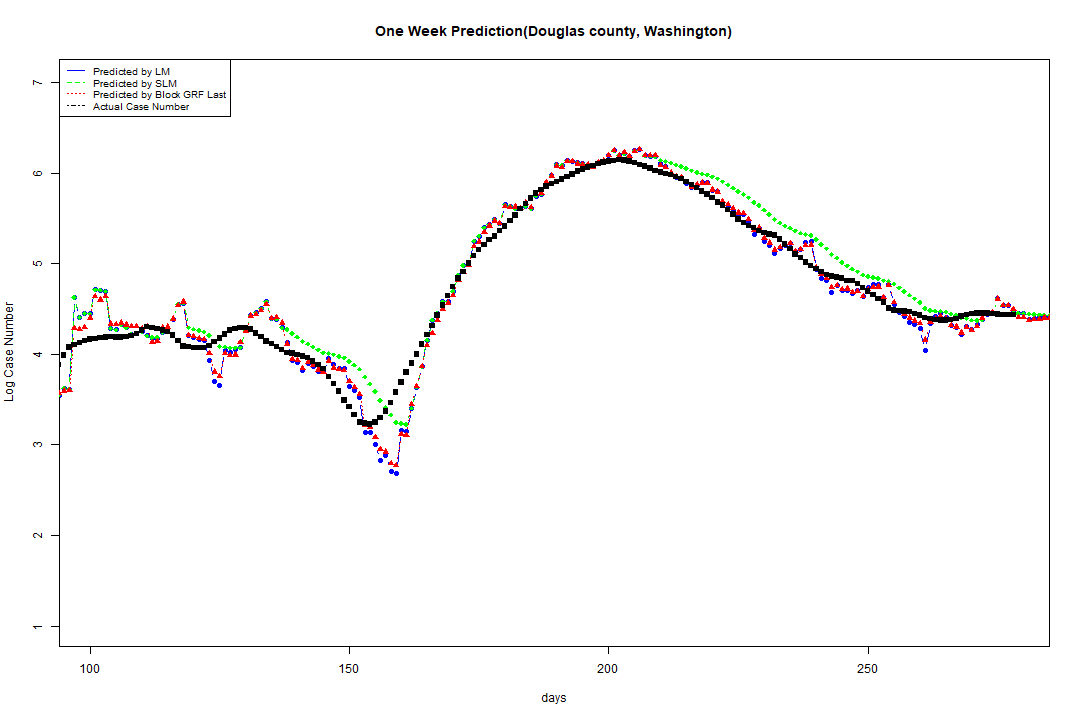 One Week Prediction(Douglas county, Washington)
Predicted by LM
Predicted by SLM
Predicted by Block GRF Last
Actual Case Number
Log Case Number
7
6
5
4
3
2
1
100
150
200
250
days